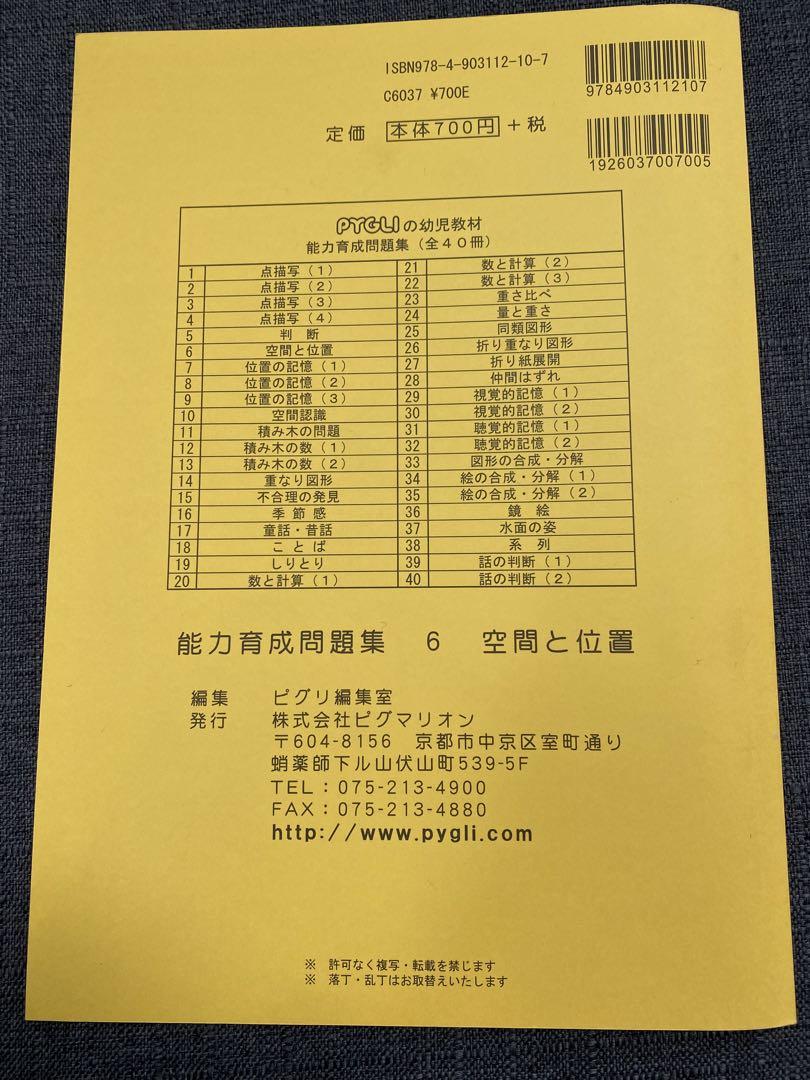 ISBN978-4-903112-10-7
9784903112107
C6037 ¥700E
定価 本体700円 + 税
1926037007005
PYGLIの幼児教材
能力育成問題集（全40冊）
1 点描写（1） 21 数と計算（2）
2 点描写（2） 22 数と計算（3）
3 点描写（3） 23 重さ比べ
4 点描写（4） 24 量と重さ
5 判 断 25 同類図形
6 空間と位置 26 折り重なり図形
7 位置の記憶（1） 27 折り紙展開
8 位置の記憶（2） 28 仲間はずれ
9 位置の記憶（3） 29 視覚的記憶（1）
10 空間認識 30 視覚的記憶（2）
11 積み木の問題 31 聴覚的記憶（1）
12 積み木の数（1） 32 聴覚的記憶（2）
13 積み木の数（2） 33 図形の合成・分解
14 重なり図形 34 絵の合成・分解（1）
15 不合理の発見 35 絵の合成・分解（2）
16 季 節 感 36 鏡 絵
17 童話・昔話 37 水面の姿
18 こ と ば 38 系 列
19 しりとり 39 話の判断（1）
20 数と計算（1） 40 話の判断（2）
能力育成問題集 6 空間と位置
編集 ピグリ編集室
発行 株式会社ピグマリオン
〒604-8156 京都市中京区室町通り
蛸薬師下ル山伏山町539-5F
TEL：075-213-4900
FAX：075-213-4880
http://www.pygli.com
※ 許可なく複写・転載を禁じます
※ 落丁・乱丁はお取替えいたします